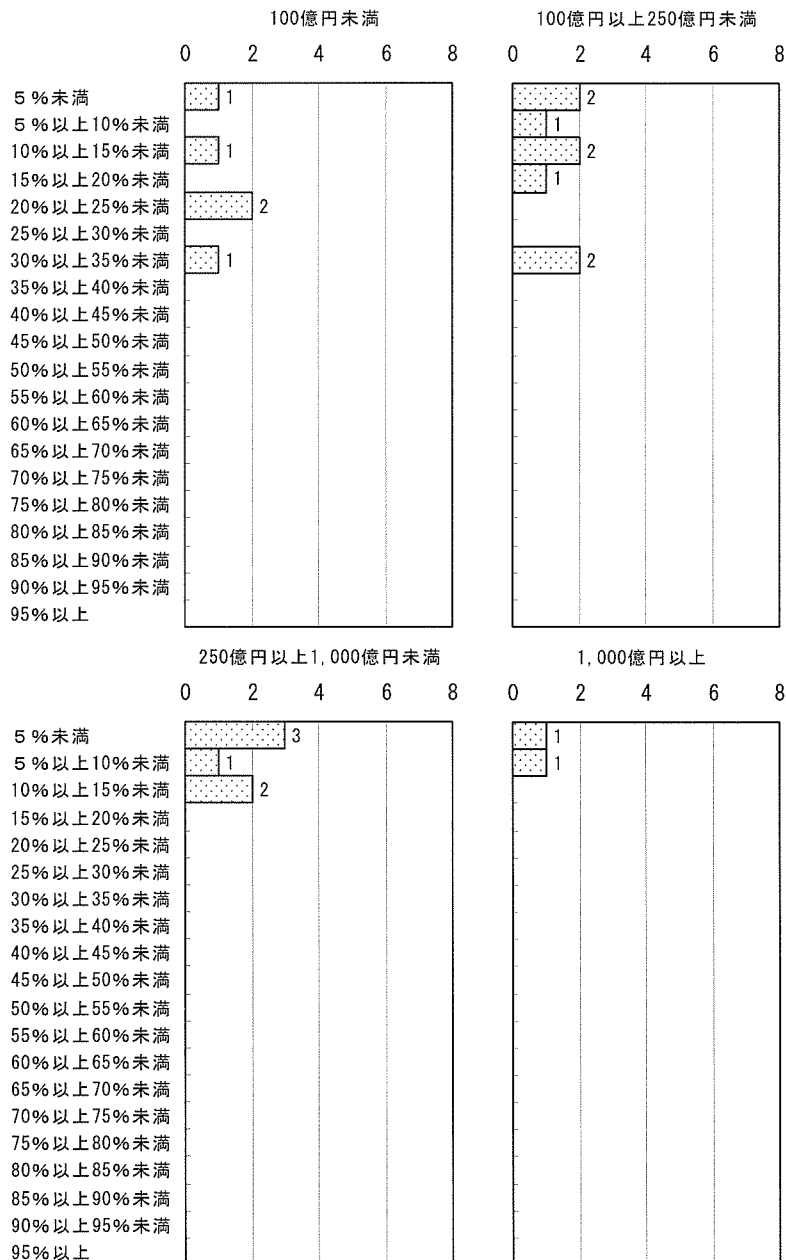 100億円未満 100億円以上250億円未満
0 2 4 6 8 0 2 4 6 8
5%未満 1 2
5%以上10%未満 1
10%以上15%未満 1 2
15%以上20%未満 1
20%以上25%未満 2
25%以上30%未満
30%以上35%未満 1 2
35%以上40%未満
40%以上45%未満
45%以上50%未満
50%以上55%未満
55%以上60%未満
60%以上65%未満
65%以上70%未満
70%以上75%未満
75%以上80%未満
80%以上85%未満
85%以上90%未満
90%以上95%未満
95%以上
250億円以上1,000億円未満 1,000億円以上
0 2 4 6 8 0 2 4 6 8
5%未満 3 1
5%以上10%未満 1 1
10%以上15%未満 2
15%以上20%未満
20%以上25%未満
25%以上30%未満
30%以上35%未満
35%以上40%未満
40%以上45%未満
45%以上50%未満
50%以上55%未満
55%以上60%未満
60%以上65%未満
65%以上70%未満
70%以上75%未満
75%以上80%未満
80%以上85%未満
85%以上90%未満
90%以上95%未満
95%以上